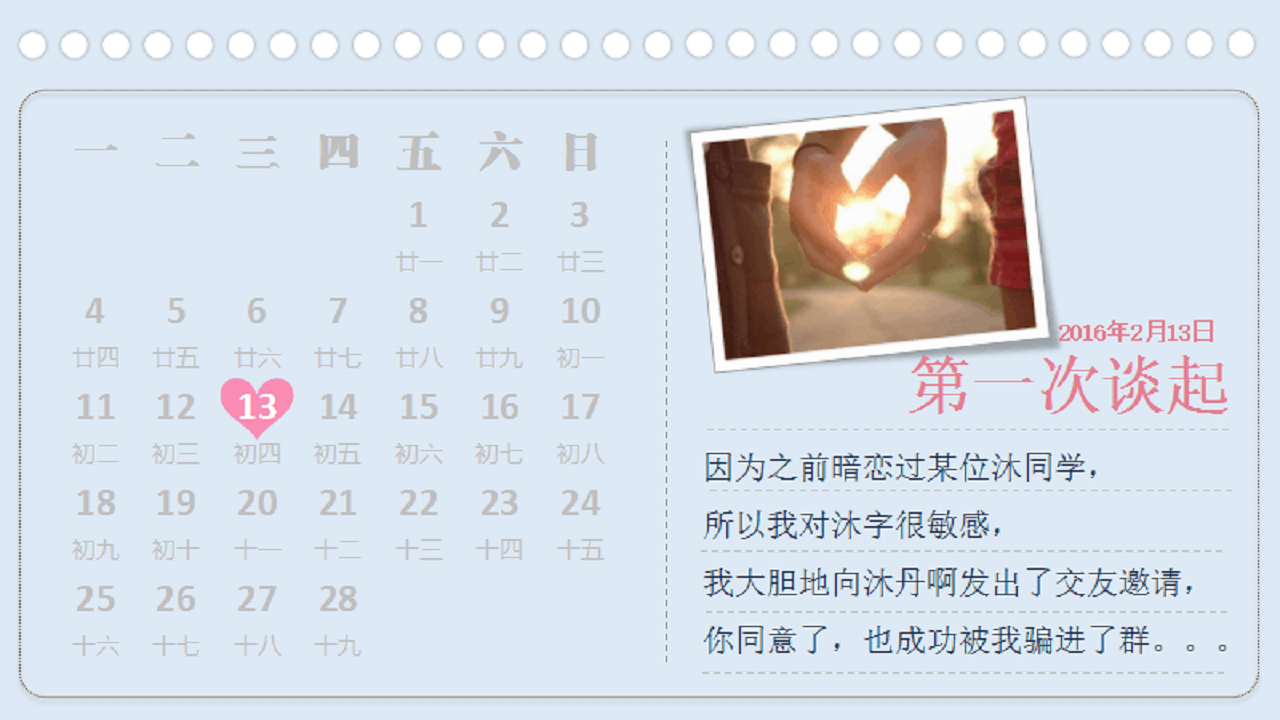 一 二 三 四 五 六 日
1 2 3
廿一 廿二 廿三
4 5 6 7 8 9 10
廿四 廿五 廿六 廿七 廿八 廿九 初一
11 12 13 14 15 16 17
初二 初三 初四 初五 初六 初七 初八
18 19 20 21 22 23 24
初九 初十 十一 十二 十三 十四 十五
25 26 27 28
十六 十七 十八 十九
2016年2月13日
第一次谈起
因为之前暗恋过某位沐同学，
所以我对沐字很敏感，
我大胆地向沐丹啊发出了交友邀请，
你同意了，也成功被我骗进了群。。。